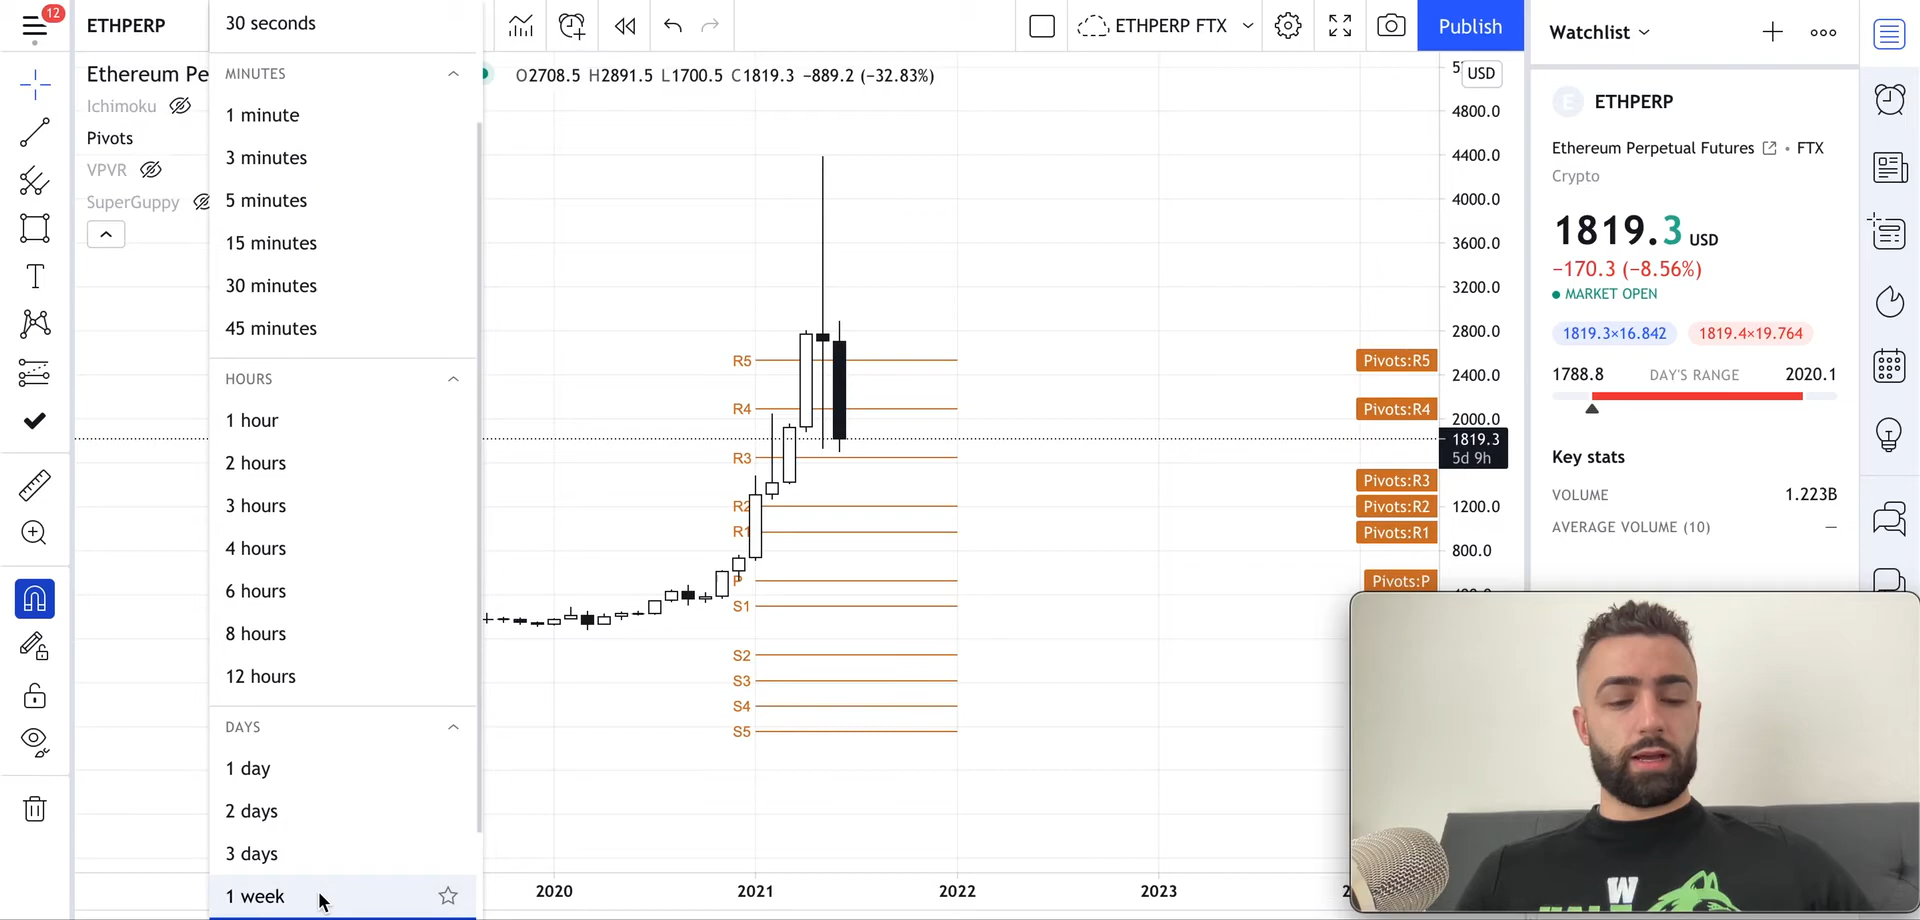 12
ETHPERP
ETHPERP FTX
Publish
Ethereum Pe
O2708.5 H2891.5 L1700.5 C1819.3 −889.2 (−32.83%)
Ichimoku
Pivots
VPVR
SuperGuppy
30 seconds
MINUTES
1 minute
3 minutes
5 minutes
15 minutes
30 minutes
45 minutes
HOURS
1 hour
2 hours
3 hours
4 hours
6 hours
8 hours
12 hours
DAYS
1 day
2 days
3 days
1 week
R5
R4
R3
R2
R1
P
S1
S2
S3
S4
S5
2020
2021
2022
2023
Pivots:R5
Pivots:R4
Pivots:R3
Pivots:R2
Pivots:R1
Pivots:P
USD
4800.0
4400.0
4000.0
3600.0
3200.0
2800.0
2400.0
2000.0
1819.3
5d 9h
1200.0
800.0
Watchlist
E ETHPERP
Ethereum Perpetual Futures • FTX
Crypto
1819.3 USD
−170.3 (−8.56%)
MARKET OPEN
1819.3×16.842 1819.4×19.764
1788.8 DAY'S RANGE 2020.1
Key stats
VOLUME 1.223B
AVERAGE VOLUME (10) —
W